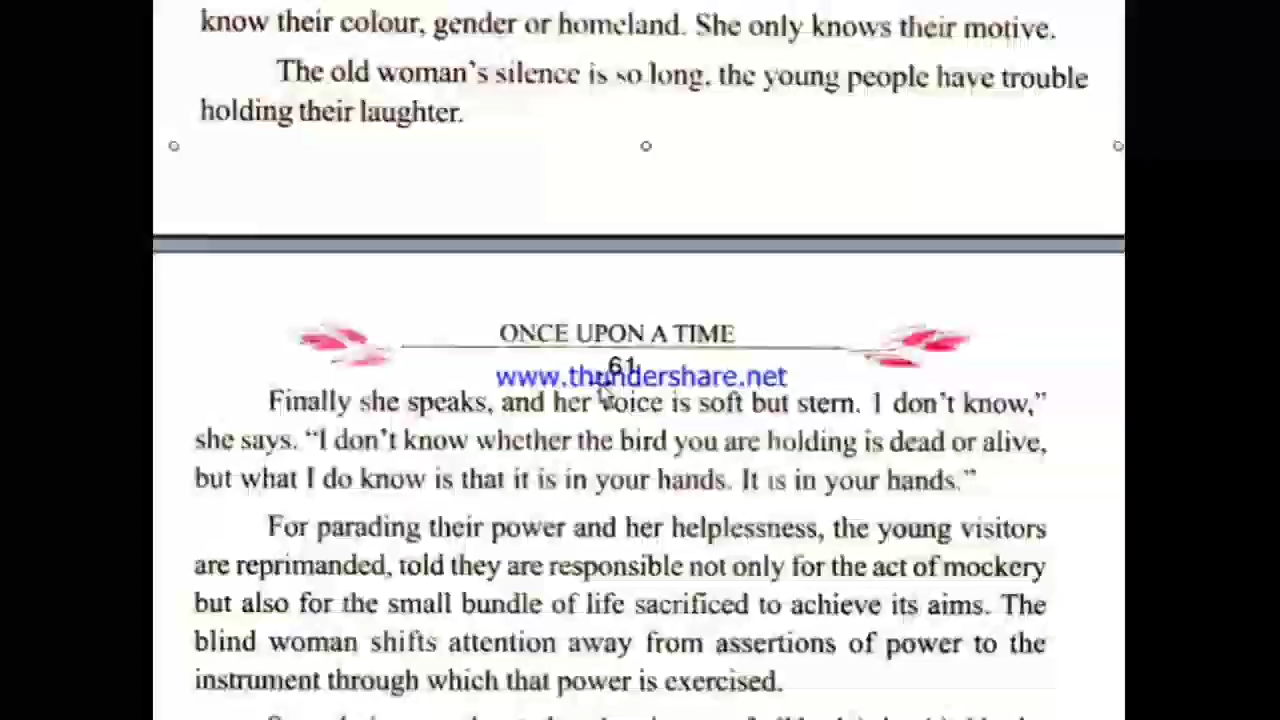 know their colour, gender or homeland. She only knows their motive.
The old woman's silence is so long, the young people have trouble
holding their laughter.
ONCE UPON A TIME
61
www.thundershare.net
Finally she speaks, and her voice is soft but stern. I don't know,”
she says. “I don't know whether the bird you are holding is dead or alive,
but what I do know is that it is in your hands. It is in your hands.”
For parading their power and her helplessness, the young visitors
are reprimanded, told they are responsible not only for the act of mockery
but also for the small bundle of life sacrificed to achieve its aims. The
blind woman shifts attention away from assertions of power to the
instrument through which that power is exercised.